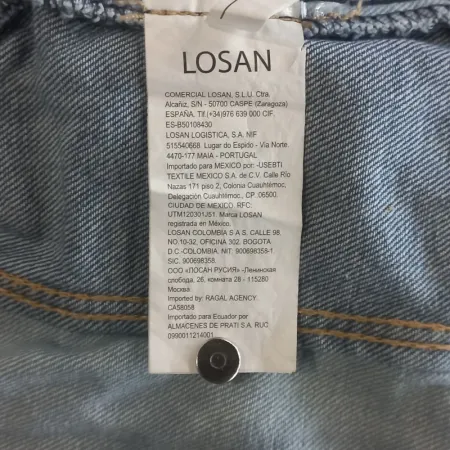 LOSAN
COMERCIAL LOSAN, S.L.U. Ctra.
Alcañiz, S/N - 50700 CASPE (Zaragoza)
ESPAÑA, Tlf.(+34)976 639 000 CIF.
ES-B50108430
LOSAN LOGISTICA, S.A. NIF
515540668 Lugar do Espido - Via Norte
4470-177 MAIA - PORTUGAL
Importado para MEXICO por -USEBTI
TEXTILE MEXICO S.A. de C.V. Calle Río
Nazas 171 piso 2, Colonia Cuauhtémoc,
Delegación Cuauhtémoc, CP. 06500.
CIUDAD DE MEXICO. RFC:
UTM120301J51. Marca LOSAN
registrada en México.
LOSAN COLOMBIA S A S. CALLE 98
NO.10-32, OFICINA 302. BOGOTA
D.C -COLOMBIA. NIT: 900698358-1
SIC. 900698358.
ООО «ЛОСАН РУСИЯ» -Ленинская
слобода, 26, комната 28 - 115280
Москва
Imported by: RAGAL AGENCY.
CA58058
Importado para Ecuador por
ALMACENES DE PRATI S.A. RUC
0990011214001